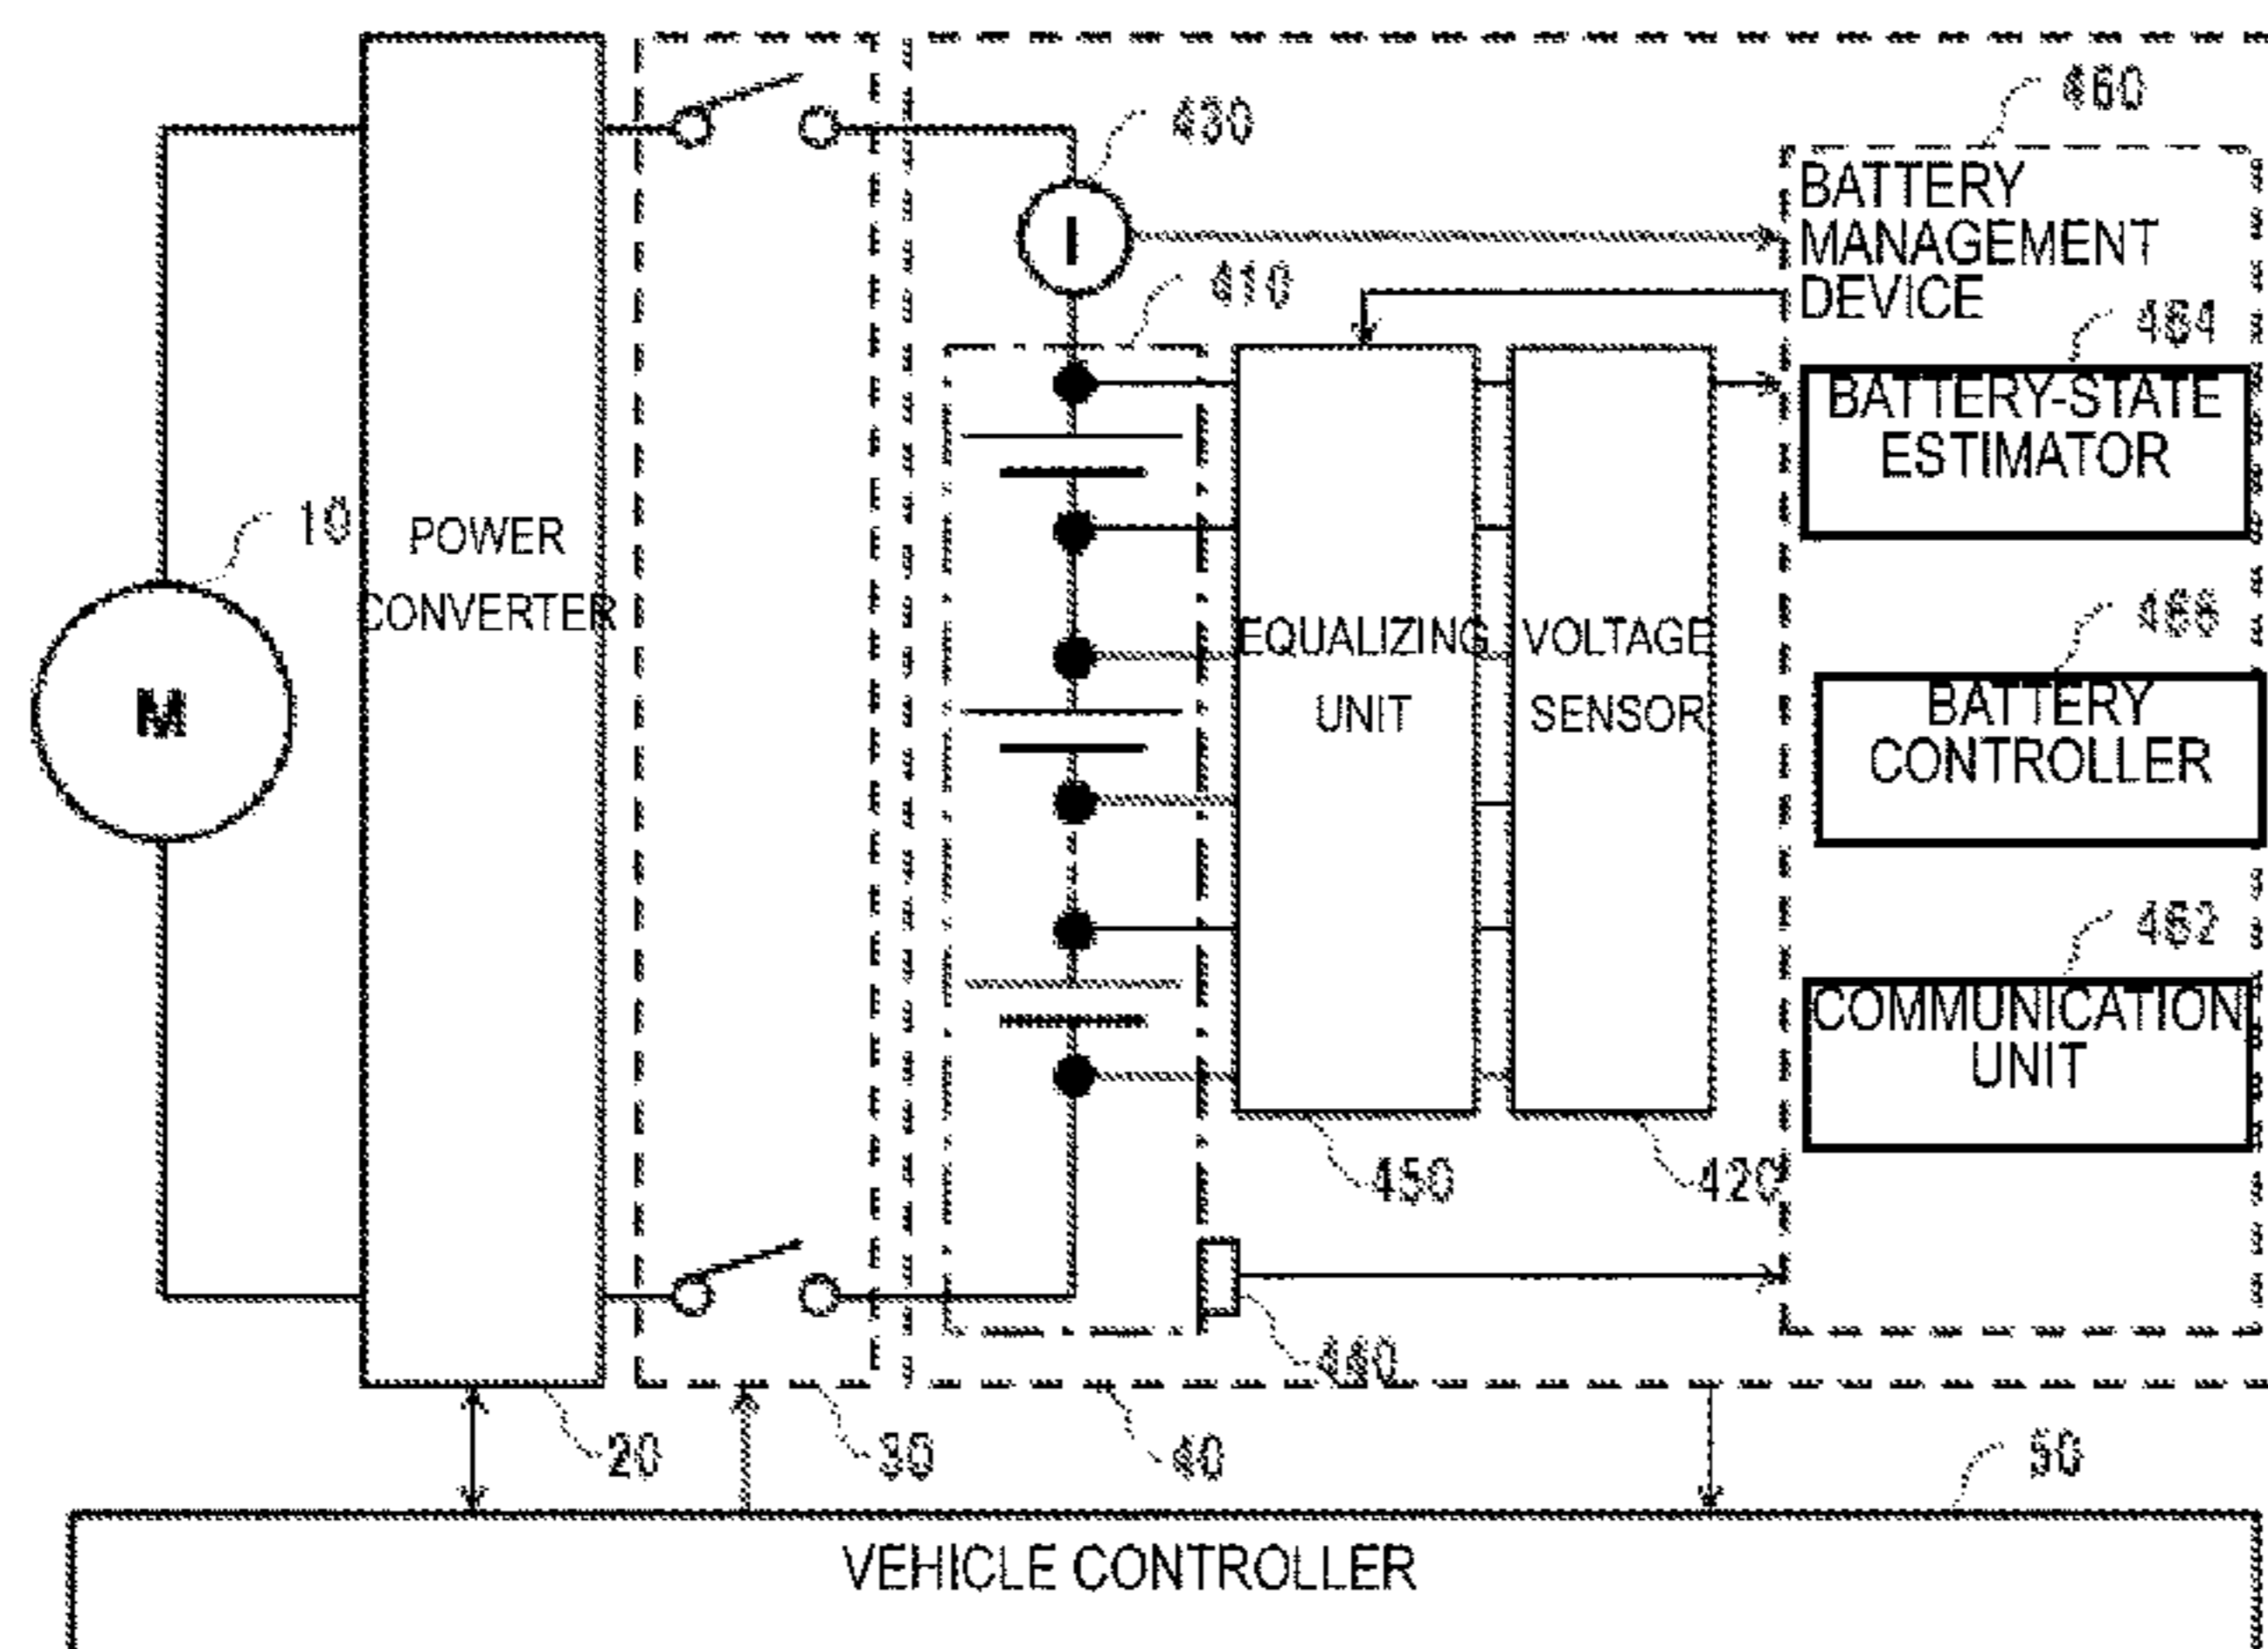 460
430
BATTERY
MANAGEMENT
DEVICE
I
410
464
BATTERY-STATE
ESTIMATOR
10
POWER
CONVERTER
EQUALIZING
UNIT
VOLTAGE
SENSOR
466
BATTERY
CONTROLLER
M
462
COMMUNICATION
UNIT
450
420
440
20
30
40
50
VEHICLE CONTROLLER